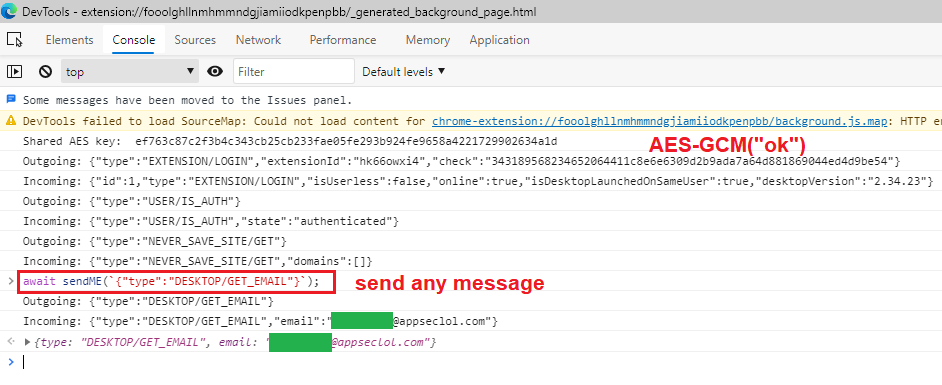 DevTools - extension://fooolghllnmhmmndgjiamiiodkpenpbb/_generated_background_page.html
Elements Console Sources Network Performance Memory Application Security
top Filter Default levels ▼
Some messages have been moved to the Issues panel.
DevTools failed to load SourceMap: Could not load content for chrome-extension://fooolghllnmhmmndgjiamiiodkpenpbb/background.js.map: HTTP er
Shared AES key: ef763c87c2f3b4c343cb25cb233fae05fe293b924fe9658a4221729902634a1d
AES-GCM("ok")
Outgoing: {"type":"EXTENSION/LOGIN","extensionId":"hk66owxi4","check":"343189568234652064411c8e6e6309d2b9ada7a64d881869044ed4d9be54"}
Incoming: {"id":1,"type":"EXTENSION/LOGIN","isUserless":false,"online":true,"isDesktopLaunchedOnSameUser":true,"desktopVersion":"2.34.23"}
Outgoing: {"type":"USER/IS_AUTH"}
Incoming: {"type":"USER/IS_AUTH","state":"authenticated"}
Outgoing: {"type":"NEVER_SAVE_SITE/GET"}
Incoming: {"type":"NEVER_SAVE_SITE/GET","domains":[]}
await sendME(`{"type":"DESKTOP/GET_EMAIL"}`);
send any message
Outgoing: {"type":"DESKTOP/GET_EMAIL"}
Incoming: {"type":"DESKTOP/GET_EMAIL","email":" @appseclol.com"}
{type: "DESKTOP/GET_EMAIL", email: " @appseclol.com"}